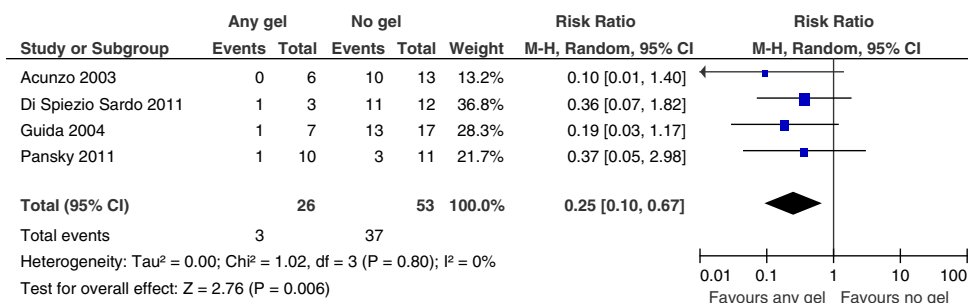 Any gel No gel Risk Ratio Risk Ratio
Study or Subgroup Events Total Events Total Weight M-H, Random, 95% CI M-H, Random, 95% CI
Acunzo 2003 0 6 10 13 13.2% 0.10 [0.01, 1.40]
Di Spiezio Sardo 2011 1 3 11 12 36.8% 0.36 [0.07, 1.82]
Guida 2004 1 7 13 17 28.3% 0.19 [0.03, 1.17]
Pansky 2011 1 10 3 11 21.7% 0.37 [0.05, 2.98]
Total (95% CI) 26 53 100.0% 0.25 [0.10, 0.67]
Total events 3 37
Heterogeneity: Tau² = 0.00; Chi² = 1.02, df = 3 (P = 0.80); I² = 0%
Test for overall effect: Z = 2.76 (P = 0.006)
0.01 0.1 1 10 100
Favours any gel Favours no gel